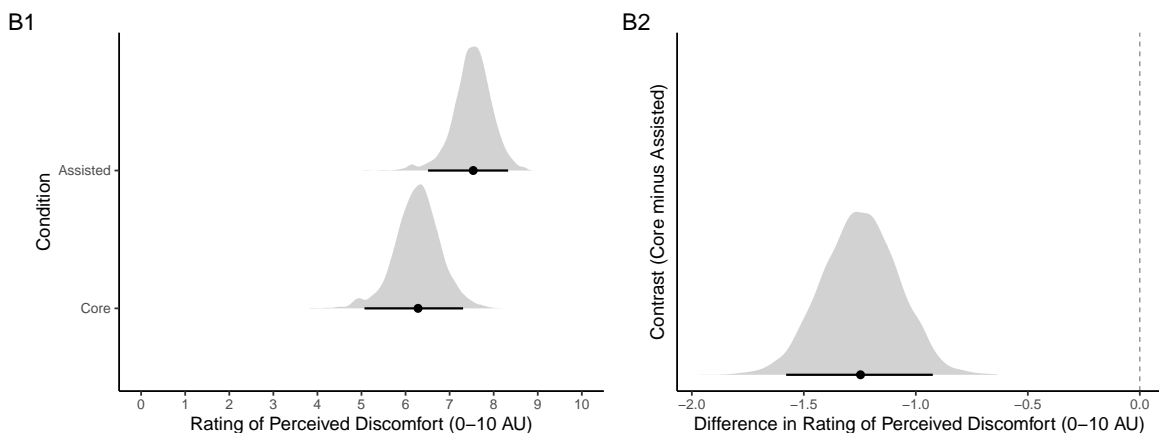 B1
Condition
Assisted
Core
0 1 2 3 4 5 6 7 8 9 10
Rating of Perceived Discomfort (0−10 AU)
B2
Contrast (Core minus Assisted)
−2.0 −1.5 −1.0 −0.5 0.0
Difference in Rating of Perceived Discomfort (0−10 AU)